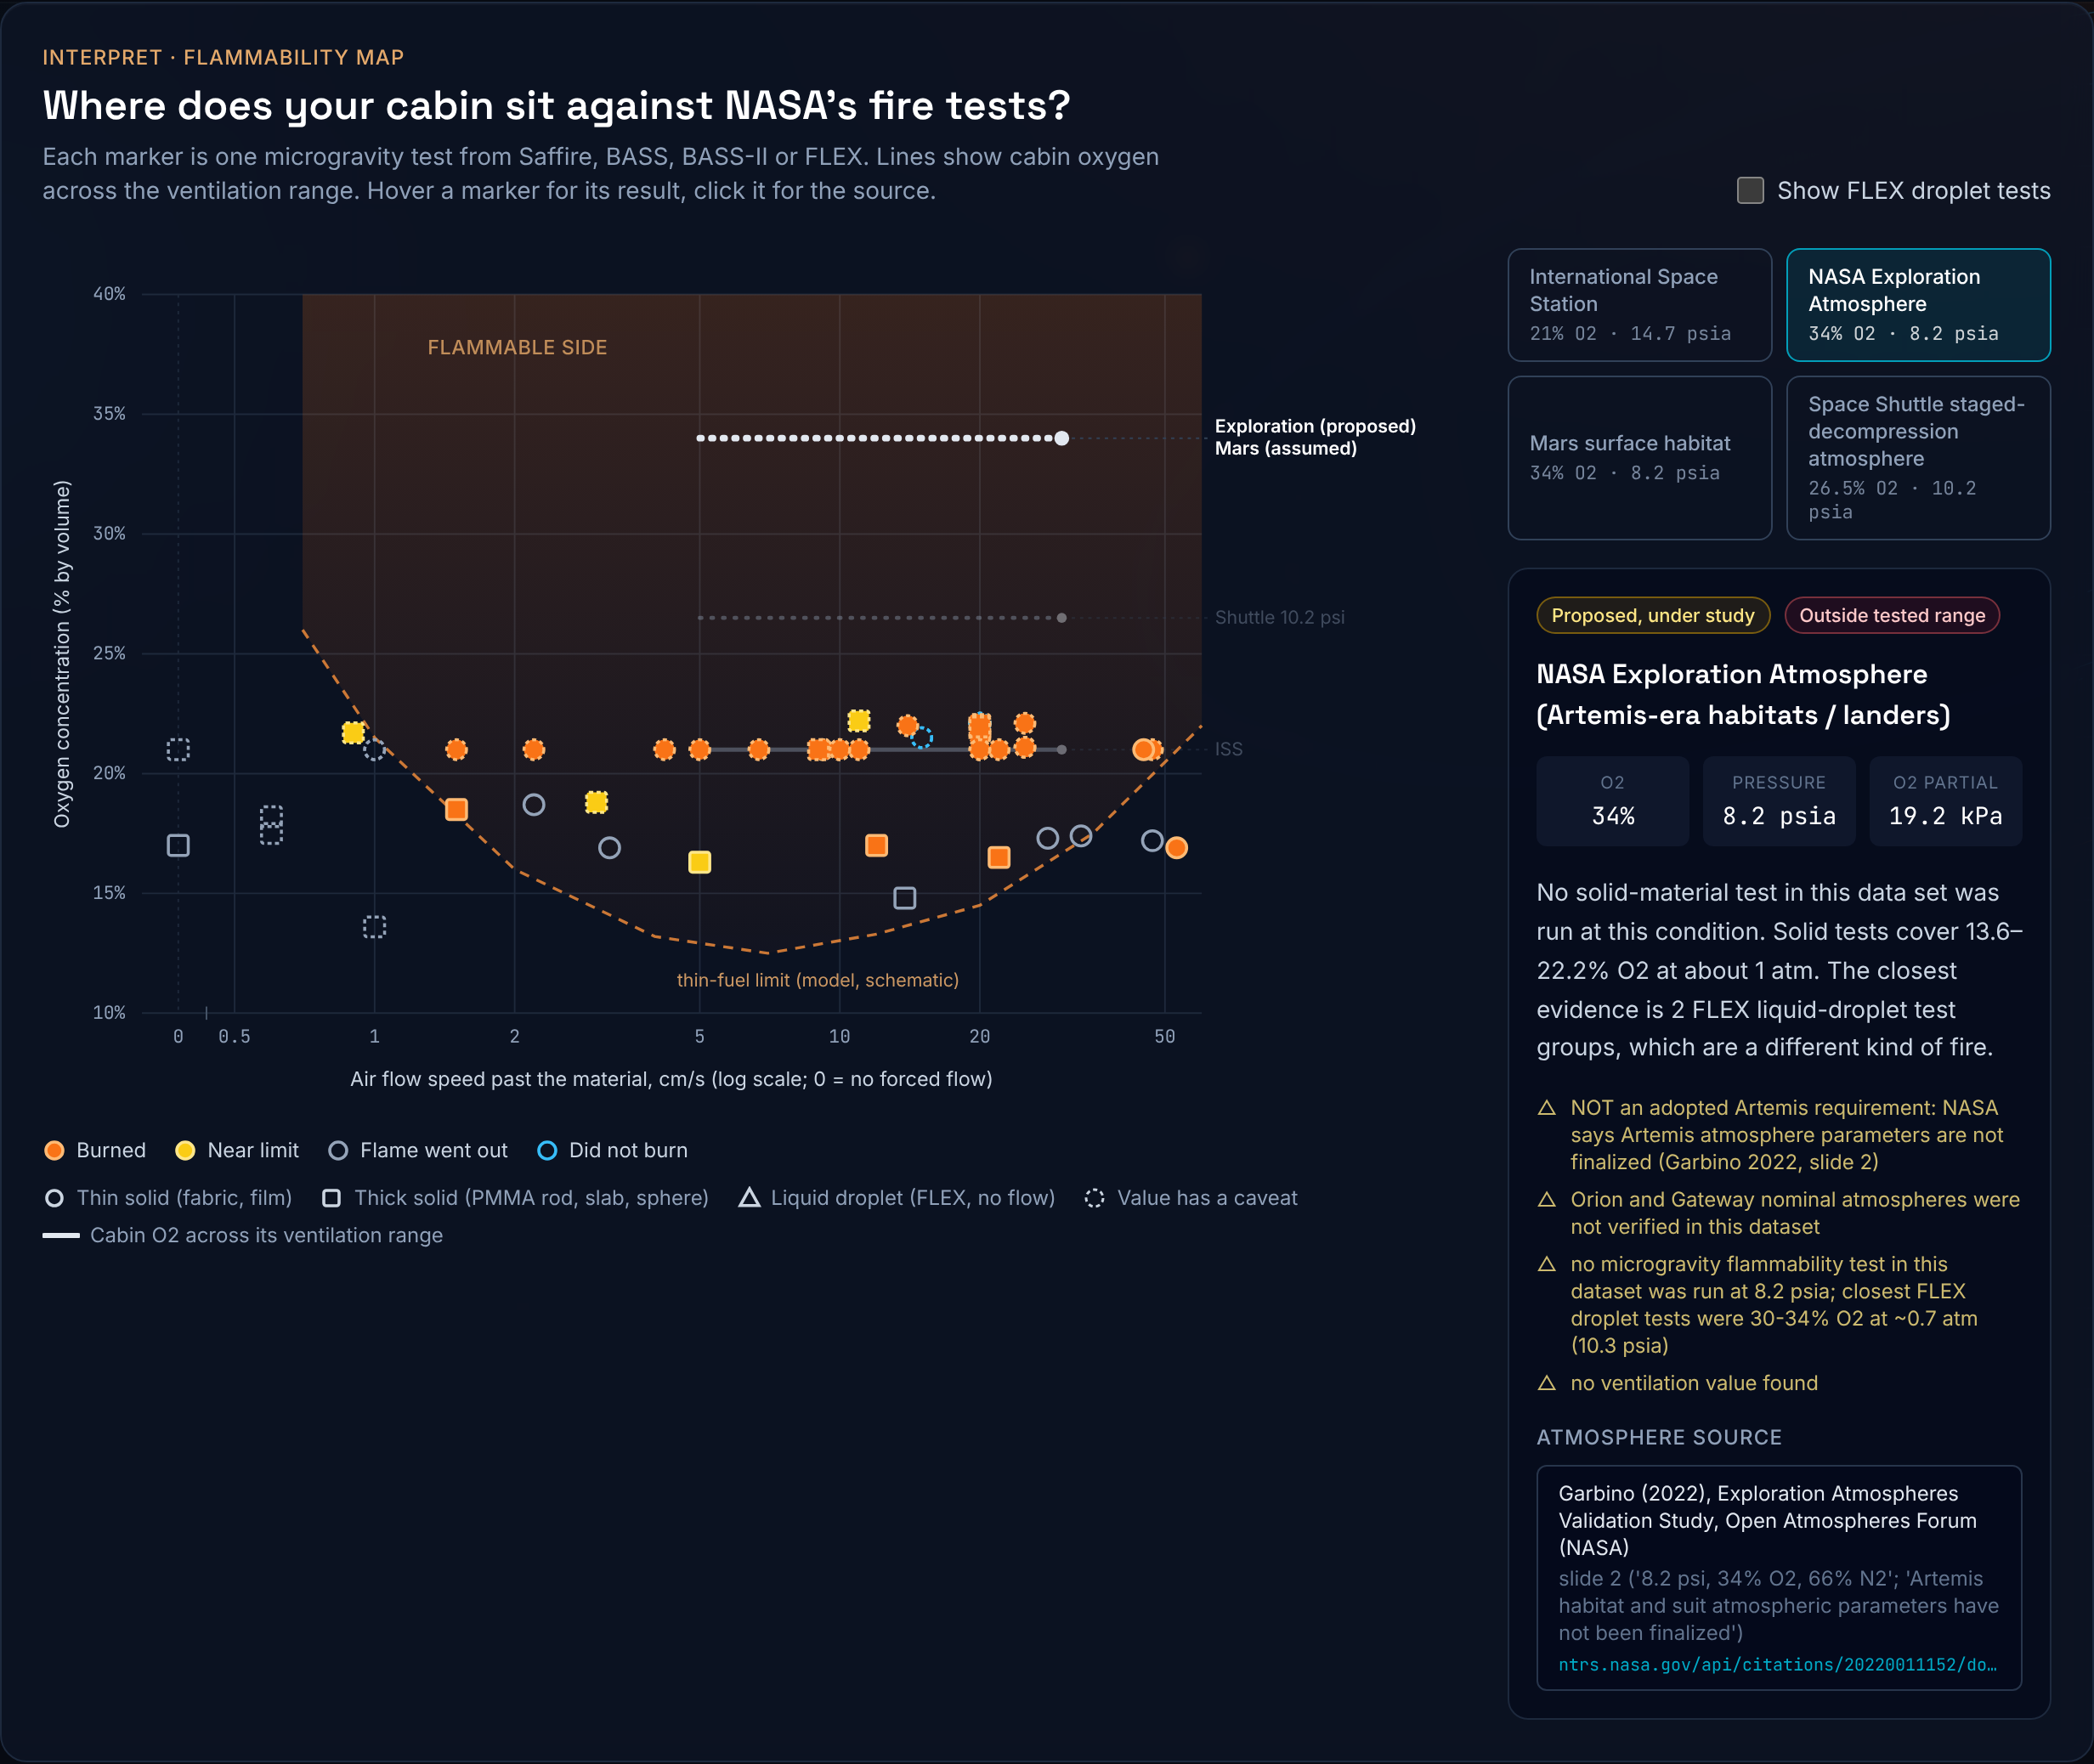 INTERPRET · FLAMMABILITY MAP
Where does your cabin sit against NASA's fire tests?
Each marker is one microgravity test from Saffire, BASS, BASS-II or FLEX. Lines show cabin oxygen
across the ventilation range. Hover a marker for its result, click it for the source.
Show FLEX droplet tests
40%
35%
30%
25%
20%
15%
10%
Oxygen concentration (% by volume)
FLAMMABLE SIDE
Exploration (proposed)
Mars (assumed)
Shuttle 10.2 psi
ISS
thin-fuel limit (model, schematic)
0 0.5 1 2 5 10 20 50
Air flow speed past the material, cm/s (log scale; 0 = no forced flow)
Burned Near limit Flame went out Did not burn
Thin solid (fabric, film) Thick solid (PMMA rod, slab, sphere) Liquid droplet (FLEX, no flow) Value has a caveat
Cabin O2 across its ventilation range
International Space
Station
21% O2 · 14.7 psia
NASA Exploration
Atmosphere
34% O2 · 8.2 psia
Mars surface habitat
34% O2 · 8.2 psia
Space Shuttle staged-
decompression
atmosphere
26.5% O2 · 10.2
psia
Proposed, under study
Outside tested range
NASA Exploration Atmosphere
(Artemis-era habitats / landers)
O2
34%
PRESSURE
8.2 psia
O2 PARTIAL
19.2 kPa
No solid-material test in this data set was
run at this condition. Solid tests cover 13.6–
22.2% O2 at about 1 atm. The closest
evidence is 2 FLEX liquid-droplet test
groups, which are a different kind of fire.
NOT an adopted Artemis requirement: NASA
says Artemis atmosphere parameters are not
finalized (Garbino 2022, slide 2)
Orion and Gateway nominal atmospheres were
not verified in this dataset
no microgravity flammability test in this
dataset was run at 8.2 psia; closest FLEX
droplet tests were 30-34% O2 at ~0.7 atm
(10.3 psia)
no ventilation value found
ATMOSPHERE SOURCE
Garbino (2022), Exploration Atmospheres
Validation Study, Open Atmospheres Forum
(NASA)
slide 2 ('8.2 psi, 34% O2, 66% N2'; 'Artemis
habitat and suit atmospheric parameters have
not been finalized')
ntrs.nasa.gov/api/citations/20220011152/do…